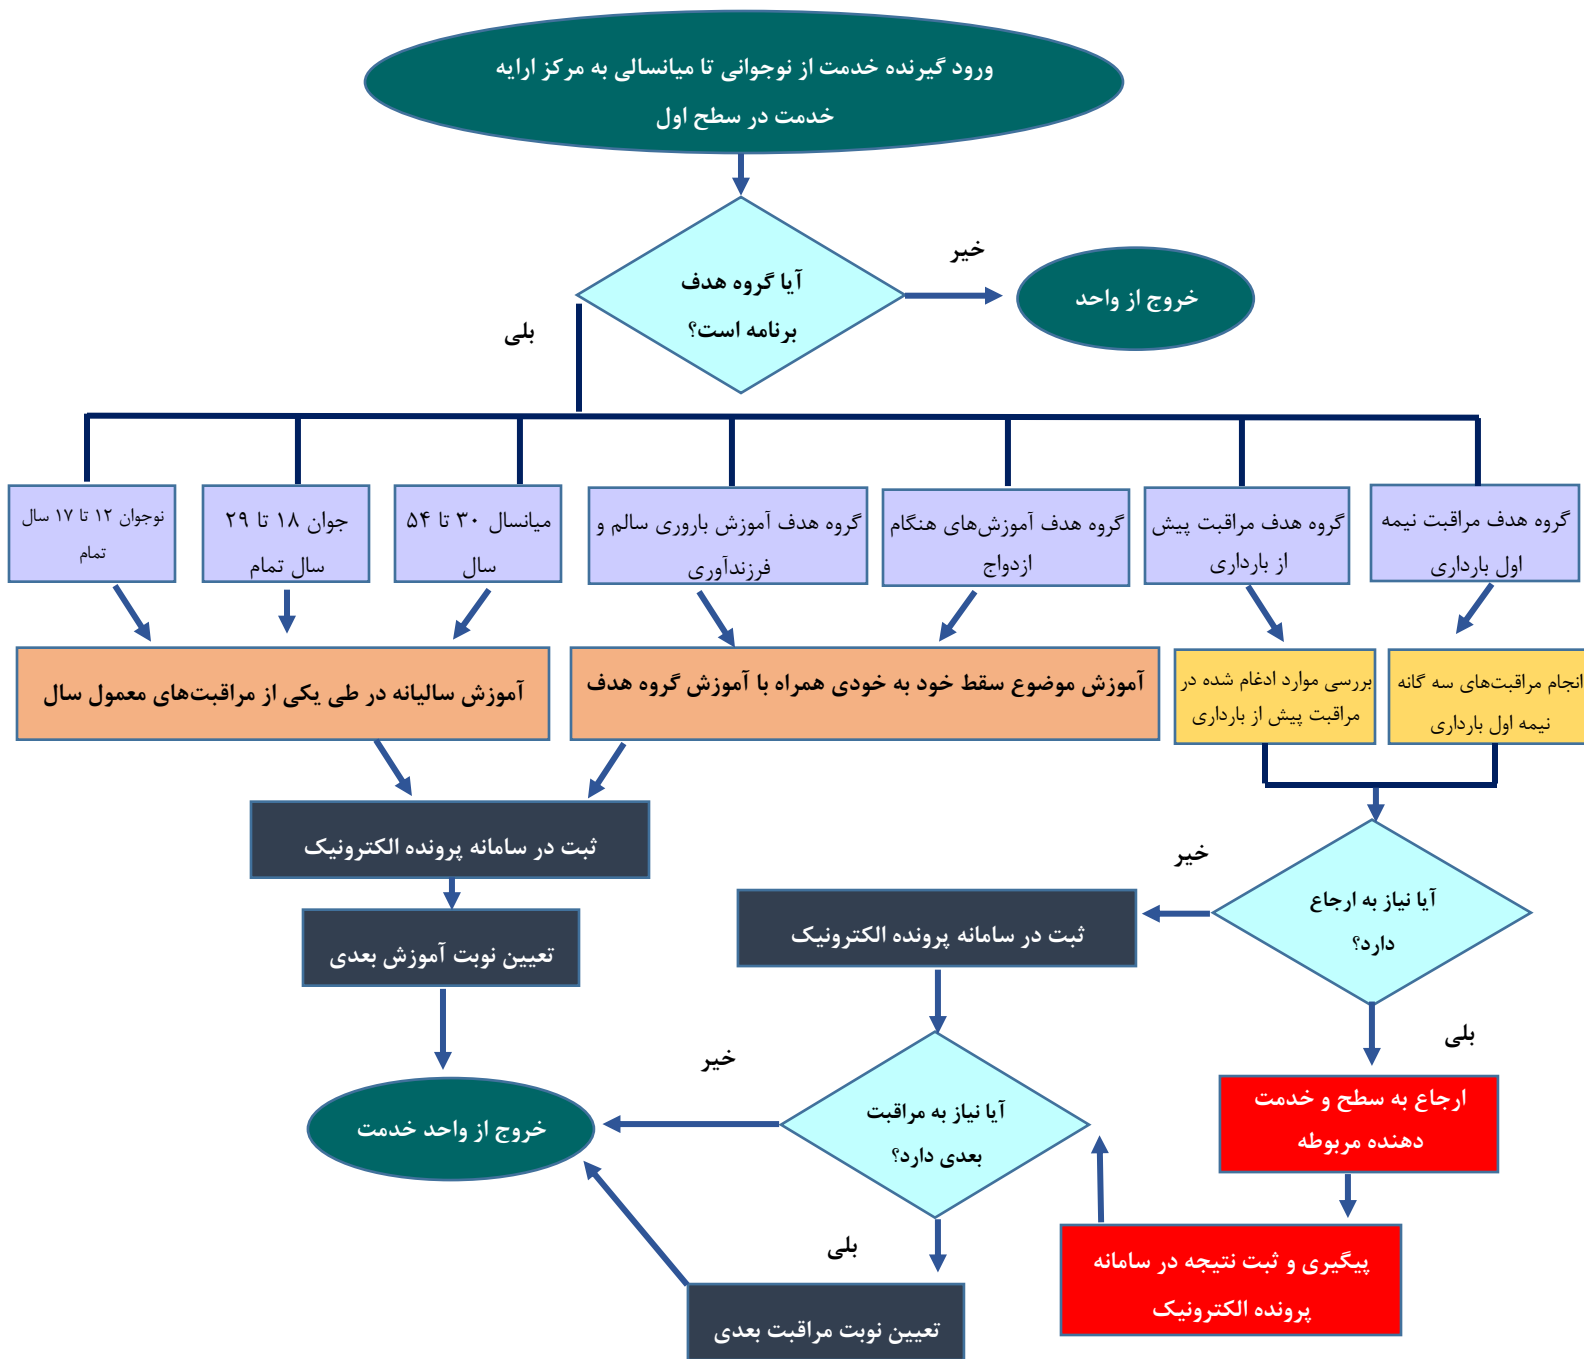 ورود گیرنده خدمت از نوجوانی تا میانسالی به مرکز ارایه
خدمت در سطح اول
آیا گروه هدف
برنامه است؟
خیر
خروج از واحد
بلی
گروه هدف مراقبت نیمه
اول بارداری
گروه هدف مراقبت پیش
از بارداری
گروه هدف آموزش‌های هنگام
ازدواج
گروه هدف آموزش باروری سالم و
فرزندآوری
میانسال ۳۰ تا ۵۴
سال
جوان ۱۸ تا ۲۹
سال تمام
نوجوان ۱۲ تا ۱۷ سال
تمام
انجام مراقبت‌های سه گانه
نیمه اول بارداری
بررسی موارد ادغام شده در
مراقبت پیش از بارداری
آموزش موضوع سقط خود به خودی همراه با آموزش گروه هدف
آموزش سالیانه در طی یکی از مراقبت‌های معمول سال
ثبت در سامانه پرونده الکترونیک
تعیین نوبت آموزش بعدی
آیا نیاز به ارجاع
دارد؟
خیر
ثبت در سامانه پرونده الکترونیک
بلی
ارجاع به سطح و خدمت
دهنده مربوطه
پیگیری و ثبت نتیجه در سامانه
پرونده الکترونیک
آیا نیاز به مراقبت
بعدی دارد؟
خیر
خروج از واحد خدمت
بلی
تعیین نوبت مراقبت بعدی